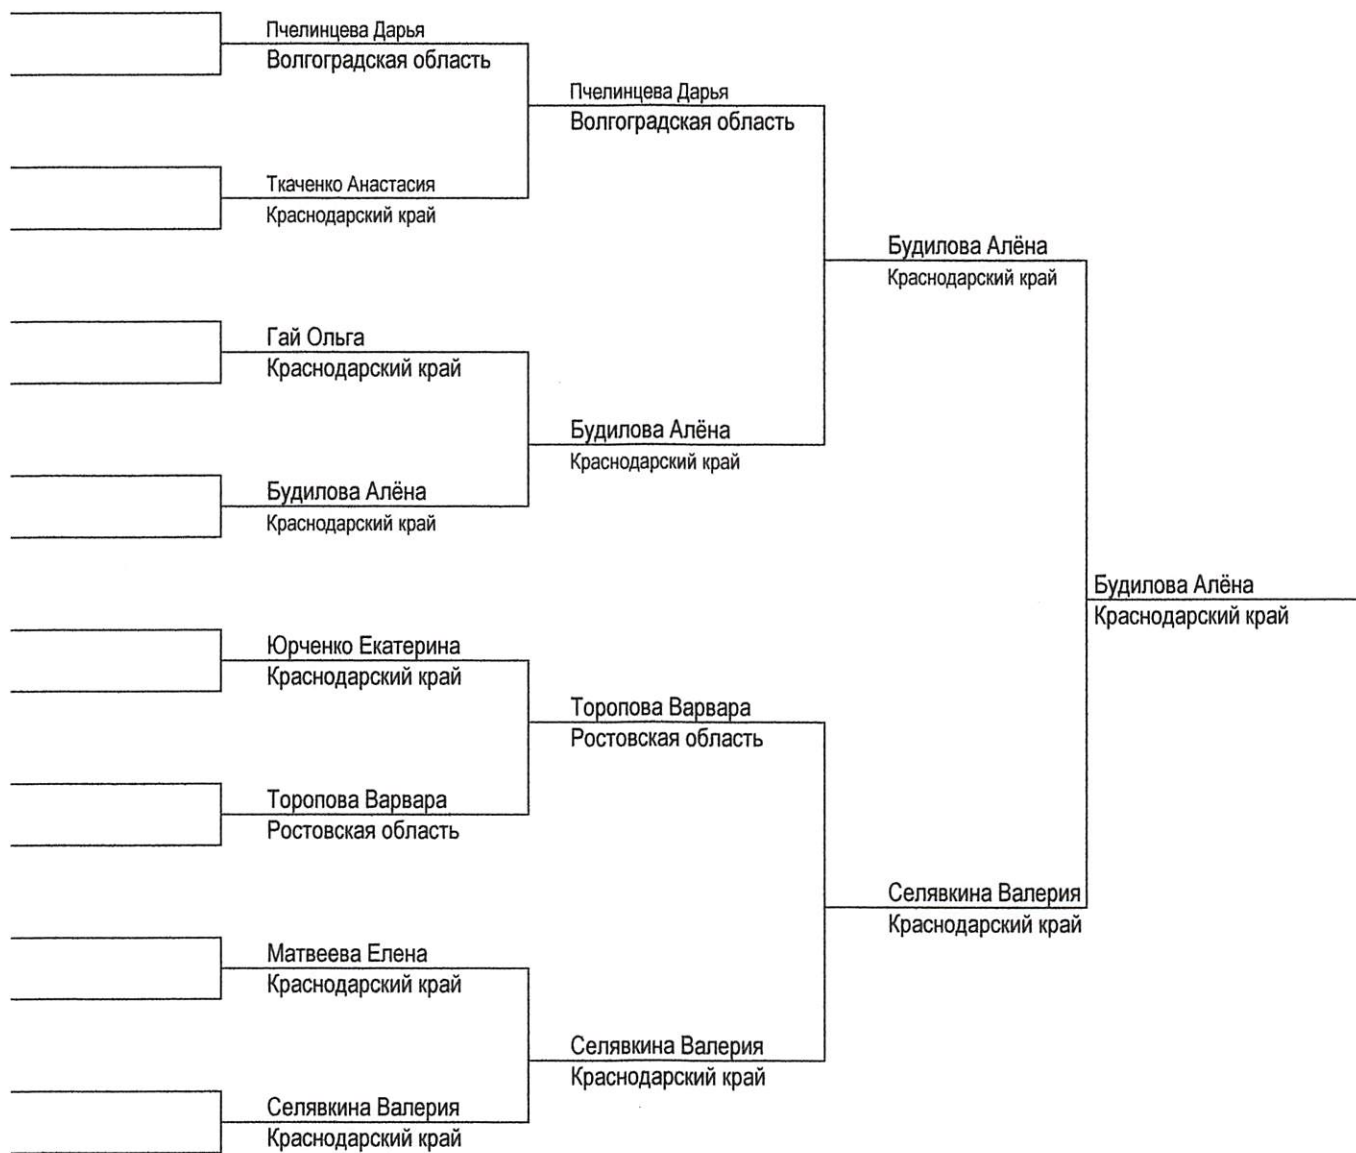 Пчелинцева Дарья
Волгоградская область
Пчелинцева Дарья
Волгоградская область
Ткаченко Анастасия
Краснодарский край
Будилова Алёна
Краснодарский край
Гай Ольга
Краснодарский край
Будилова Алёна
Краснодарский край
Будилова Алёна
Краснодарский край
Будилова Алёна
Краснодарский край
Юрченко Екатерина
Краснодарский край
Торопова Варвара
Ростовская область
Торопова Варвара
Ростовская область
Селявкина Валерия
Краснодарский край
Матвеева Елена
Краснодарский край
Селявкина Валерия
Краснодарский край
Селявкина Валерия
Краснодарский край